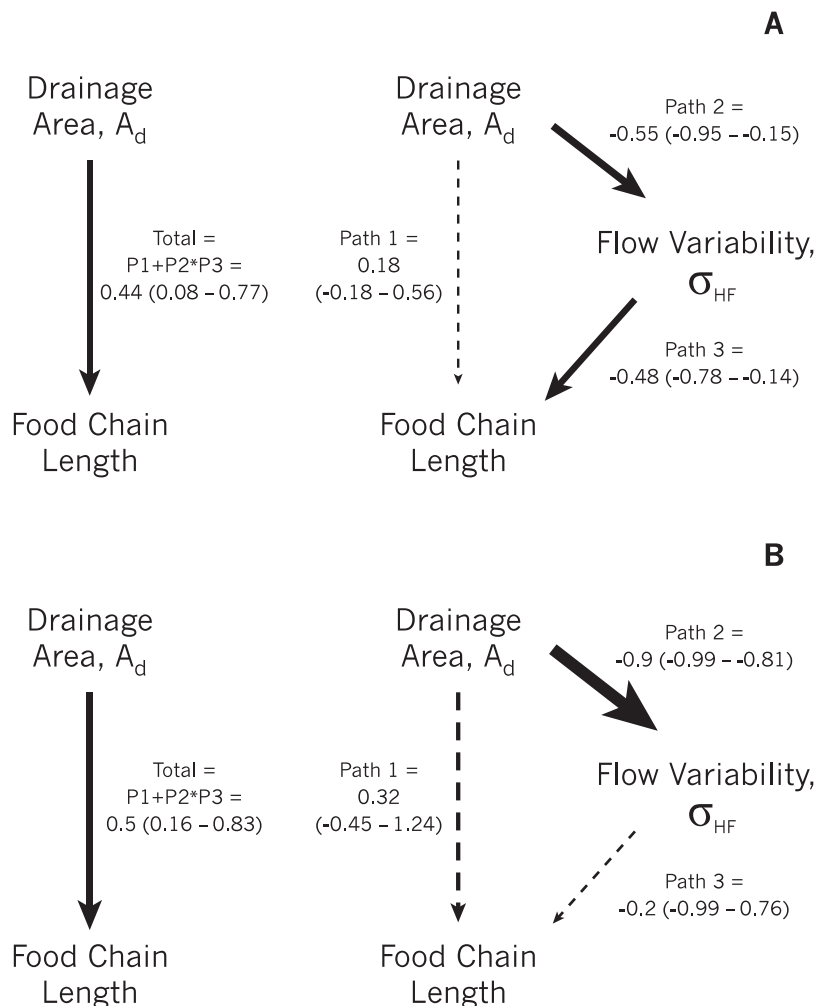 A
Drainage
Area, A_d
Total =
P1+P2*P3 =
0.44 (0.08 – 0.77)
Food Chain
Length
Drainage
Area, A_d
Path 1 =
0.18
(-0.18 – 0.56)
Food Chain
Length
Path 2 =
-0.55 (-0.95 – -0.15)
Flow Variability,
σ_HF
Path 3 =
-0.48 (-0.78 – -0.14)
B
Drainage
Area, A_d
Total =
P1+P2*P3 =
0.5 (0.16 – 0.83)
Food Chain
Length
Drainage
Area, A_d
Path 1 =
0.32
(-0.45 – 1.24)
Food Chain
Length
Path 2 =
-0.9 (-0.99 – -0.81)
Flow Variability,
σ_HF
Path 3 =
-0.2 (-0.99 – 0.76)